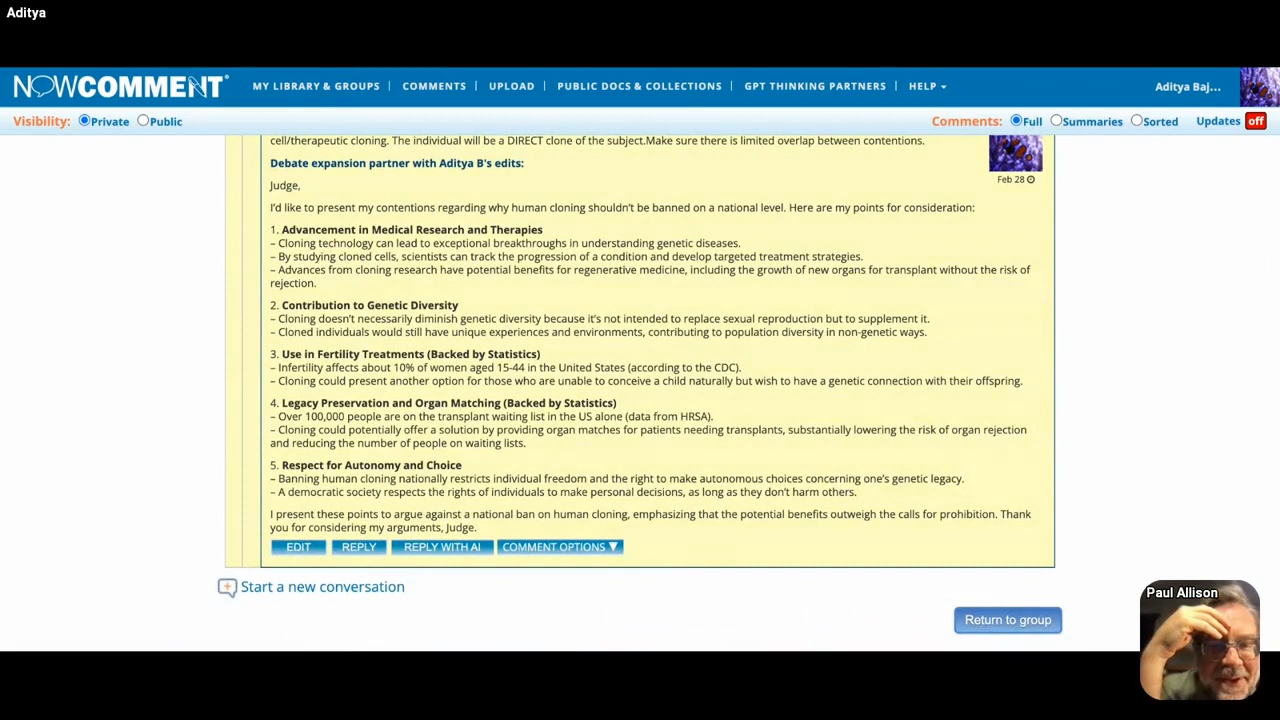 Aditya
NOWCOMMENT®
MY LIBRARY & GROUPS | COMMENTS | UPLOAD | PUBLIC DOCS & COLLECTIONS | GPT THINKING PARTNERS | HELP
Aditya Baj...
Visibility: Private Public
Comments: Full Summaries Sorted Updates off
cell/therapeutic cloning. The individual will be a DIRECT clone of the subject.Make sure there is limited overlap between contentions.
Debate expansion partner with Aditya B's edits:
Feb 28
Judge,
I'd like to present my contentions regarding why human cloning shouldn't be banned on a national level. Here are my points for consideration:
1. Advancement in Medical Research and Therapies
– Cloning technology can lead to exceptional breakthroughs in understanding genetic diseases.
– By studying cloned cells, scientists can track the progression of a condition and develop targeted treatment strategies.
– Advances from cloning research have potential benefits for regenerative medicine, including the growth of new organs for transplant without the risk of
rejection.
2. Contribution to Genetic Diversity
– Cloning doesn't necessarily diminish genetic diversity because it's not intended to replace sexual reproduction but to supplement it.
– Cloned individuals would still have unique experiences and environments, contributing to population diversity in non-genetic ways.
3. Use in Fertility Treatments (Backed by Statistics)
– Infertility affects about 10% of women aged 15-44 in the United States (according to the CDC).
– Cloning could present another option for those who are unable to conceive a child naturally but wish to have a genetic connection with their offspring.
4. Legacy Preservation and Organ Matching (Backed by Statistics)
– Over 100,000 people are on the transplant waiting list in the US alone (data from HRSA).
– Cloning could potentially offer a solution by providing organ matches for patients needing transplants, substantially lowering the risk of organ rejection
and reducing the number of people on waiting lists.
5. Respect for Autonomy and Choice
– Banning human cloning nationally restricts individual freedom and the right to make autonomous choices concerning one's genetic legacy.
– A democratic society respects the rights of individuals to make personal decisions, as long as they don't harm others.
I present these points to argue against a national ban on human cloning, emphasizing that the potential benefits outweigh the calls for prohibition. Thank
you for considering my arguments, Judge.
EDIT REPLY REPLY WITH AI COMMENT OPTIONS ▼
Start a new conversation
Return to group
Paul Allison